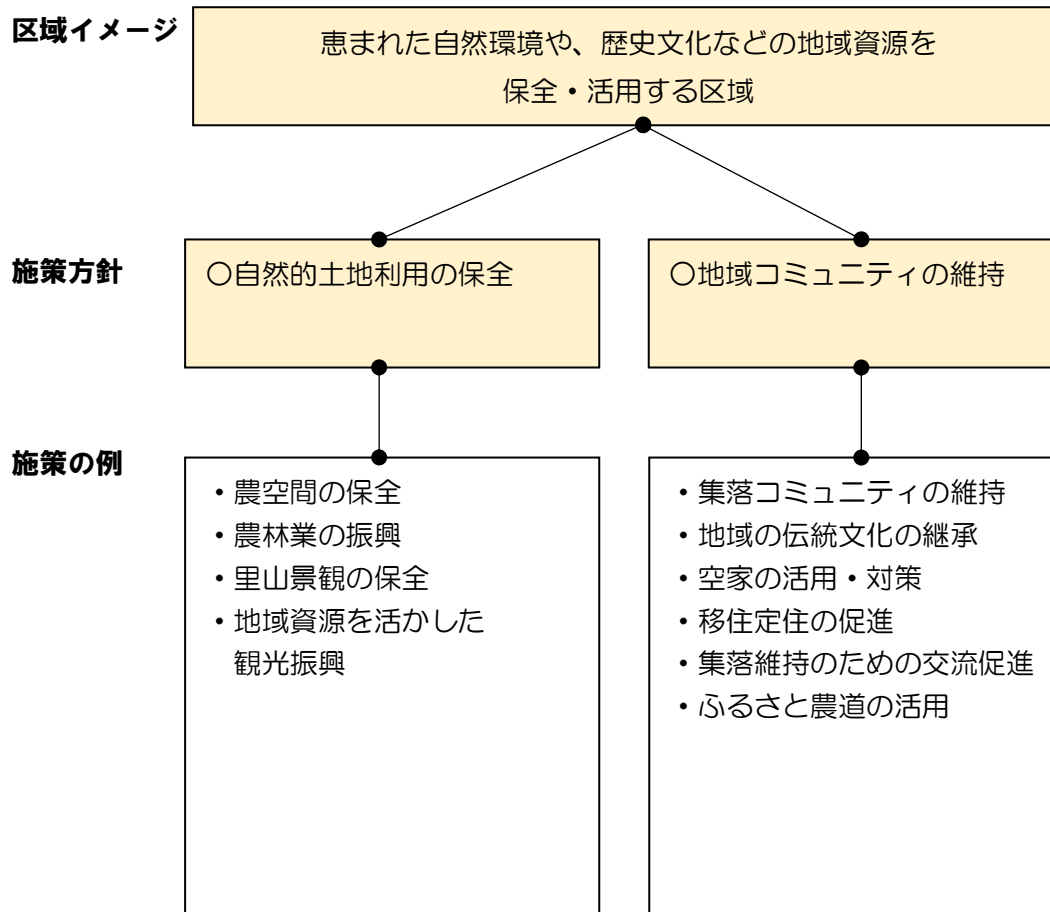 区域イメージ
恵まれた自然環境や、歴史文化などの地域資源を
保全・活用する区域
施策方針
〇自然的土地利用の保全
〇地域コミュニティの維持
施策の例
・農空間の保全
・農林業の振興
・里山景観の保全
・地域資源を活かした
観光振興
・集落コミュニティの維持
・地域の伝統文化の継承
・空家の活用・対策
・移住定住の促進
・集落維持のための交流促進
・ふるさと農道の活用